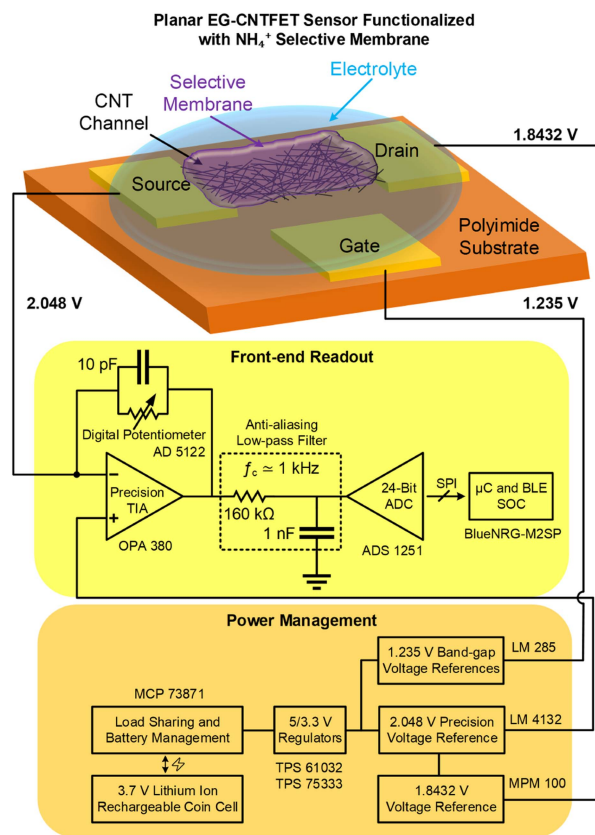 Planar EG-CNTFET Sensor Functionalized
with NH₄⁺ Selective Membrane
Electrolyte
Selective
Membrane
CNT
Channel
1.8432 V
Drain
Source
Gate
Polyimide
Substrate
2.048 V
1.235 V
Front-end Readout
10 pF
Digital Potentiometer
AD 5122
Anti-aliasing
Low-pass Filter
fc ≃ 1 kHz
−
Precision
TIA
+
160 kΩ
1 nF
OPA 380
24-Bit
ADC
ADS 1251
SPI
µC and BLE
SOC
BlueNRG-M2SP
Power Management
1.235 V Band-gap
Voltage References
LM 285
MCP 73871
Load Sharing and
Battery Management
5/3.3 V
Regulators
TPS 61032
TPS 75333
2.048 V Precision
Voltage Reference
LM 4132
3.7 V Lithium Ion
Rechargeable Coin Cell
1.8432 V
Voltage Reference
MPM 100